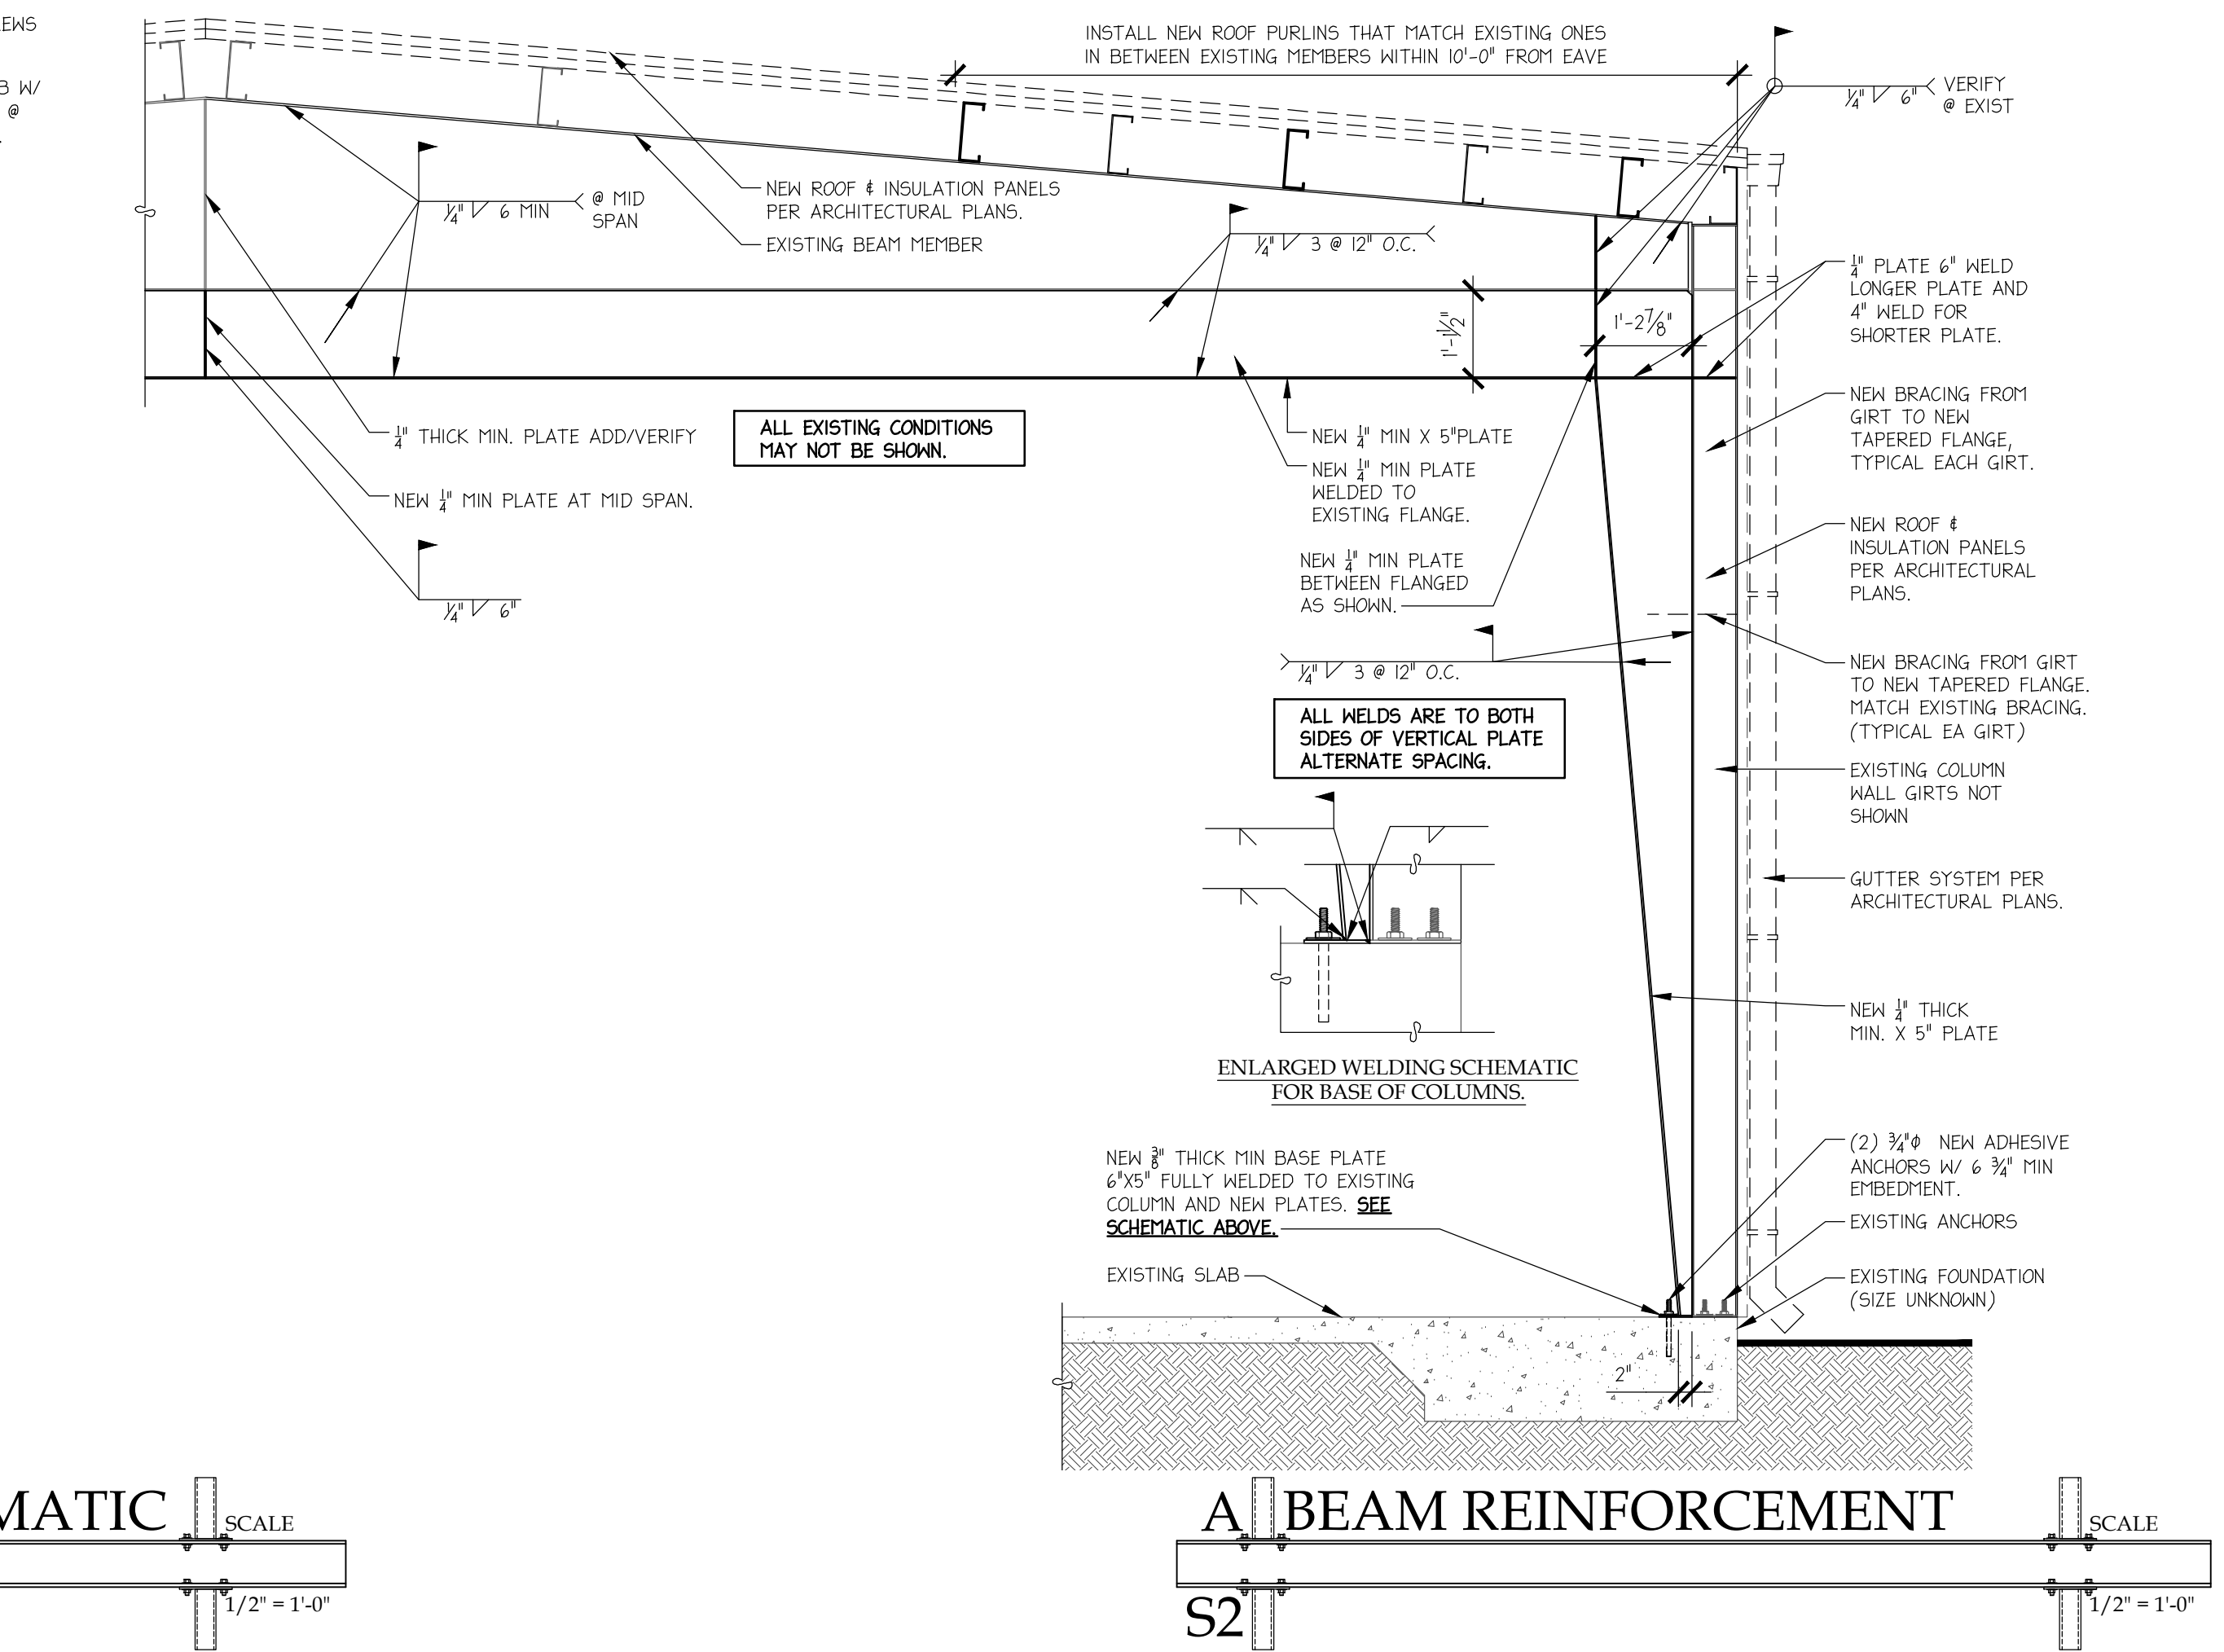 EWS
B W/
@
INSTALL NEW ROOF PURLINS THAT MATCH EXISTING ONES
IN BETWEEN EXISTING MEMBERS WITHIN 10'-0" FROM EAVE
1/4" 6"
VERIFY
@ EXIST
1/4" 6 MIN
@ MID
SPAN
NEW ROOF & INSULATION PANELS
PER ARCHITECTURAL PLANS.
EXISTING BEAM MEMBER
1/4" 3 @ 12" O.C.
1'-1 1/2"
1'-2 7/8"
1/4" PLATE 6" WELD
LONGER PLATE AND
4" WELD FOR
SHORTER PLATE.
1/4" THICK MIN. PLATE ADD/VERIFY
NEW 1/4" MIN PLATE AT MID SPAN.
1/4" 6"
ALL EXISTING CONDITIONS
MAY NOT BE SHOWN.
NEW 1/4" MIN X 5"PLATE
NEW 1/4" MIN PLATE
WELDED TO
EXISTING FLANGE.
NEW 1/4" MIN PLATE
BETWEEN FLANGED
AS SHOWN.
1/4" 3 @ 12" O.C.
ALL WELDS ARE TO BOTH
SIDES OF VERTICAL PLATE
ALTERNATE SPACING.
NEW BRACING FROM
GIRT TO NEW
TAPERED FLANGE,
TYPICAL EACH GIRT.
NEW ROOF &
INSULATION PANELS
PER ARCHITECTURAL
PLANS.
NEW BRACING FROM GIRT
TO NEW TAPERED FLANGE.
MATCH EXISTING BRACING.
(TYPICAL EA GIRT)
EXISTING COLUMN
WALL GIRTS NOT
SHOWN
GUTTER SYSTEM PER
ARCHITECTURAL PLANS.
NEW 1/4" THICK
MIN. X 5" PLATE
ENLARGED WELDING SCHEMATIC
FOR BASE OF COLUMNS.
NEW 3/8" THICK MIN BASE PLATE
6"X5" FULLY WELDED TO EXISTING
COLUMN AND NEW PLATES. SEE
SCHEMATIC ABOVE.
EXISTING SLAB
(2) 3/4"ϕ NEW ADHESIVE
ANCHORS W/ 6 3/4" MIN
EMBEDMENT.
EXISTING ANCHORS
EXISTING FOUNDATION
(SIZE UNKNOWN)
2"
MATIC
SCALE
1/2" = 1'-0"
A BEAM REINFORCEMENT
SCALE
S2
1/2" = 1'-0"